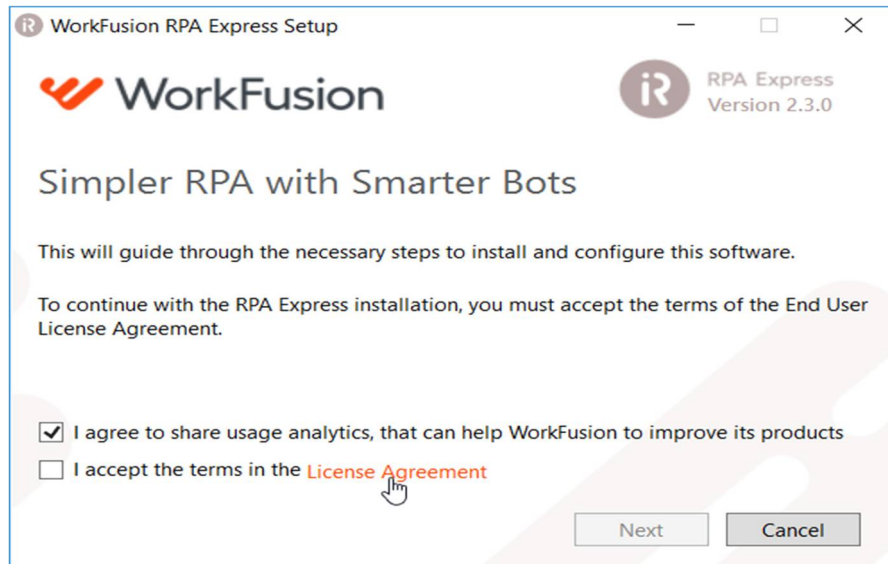 WorkFusion RPA Express Setup
WorkFusion
RPA Express
Version 2.3.0
Simpler RPA with Smarter Bots
This will guide through the necessary steps to install and configure this software.
To continue with the RPA Express installation, you must accept the terms of the End User
License Agreement.
I agree to share usage analytics, that can help WorkFusion to improve its products
I accept the terms in the License Agreement
Next
Cancel